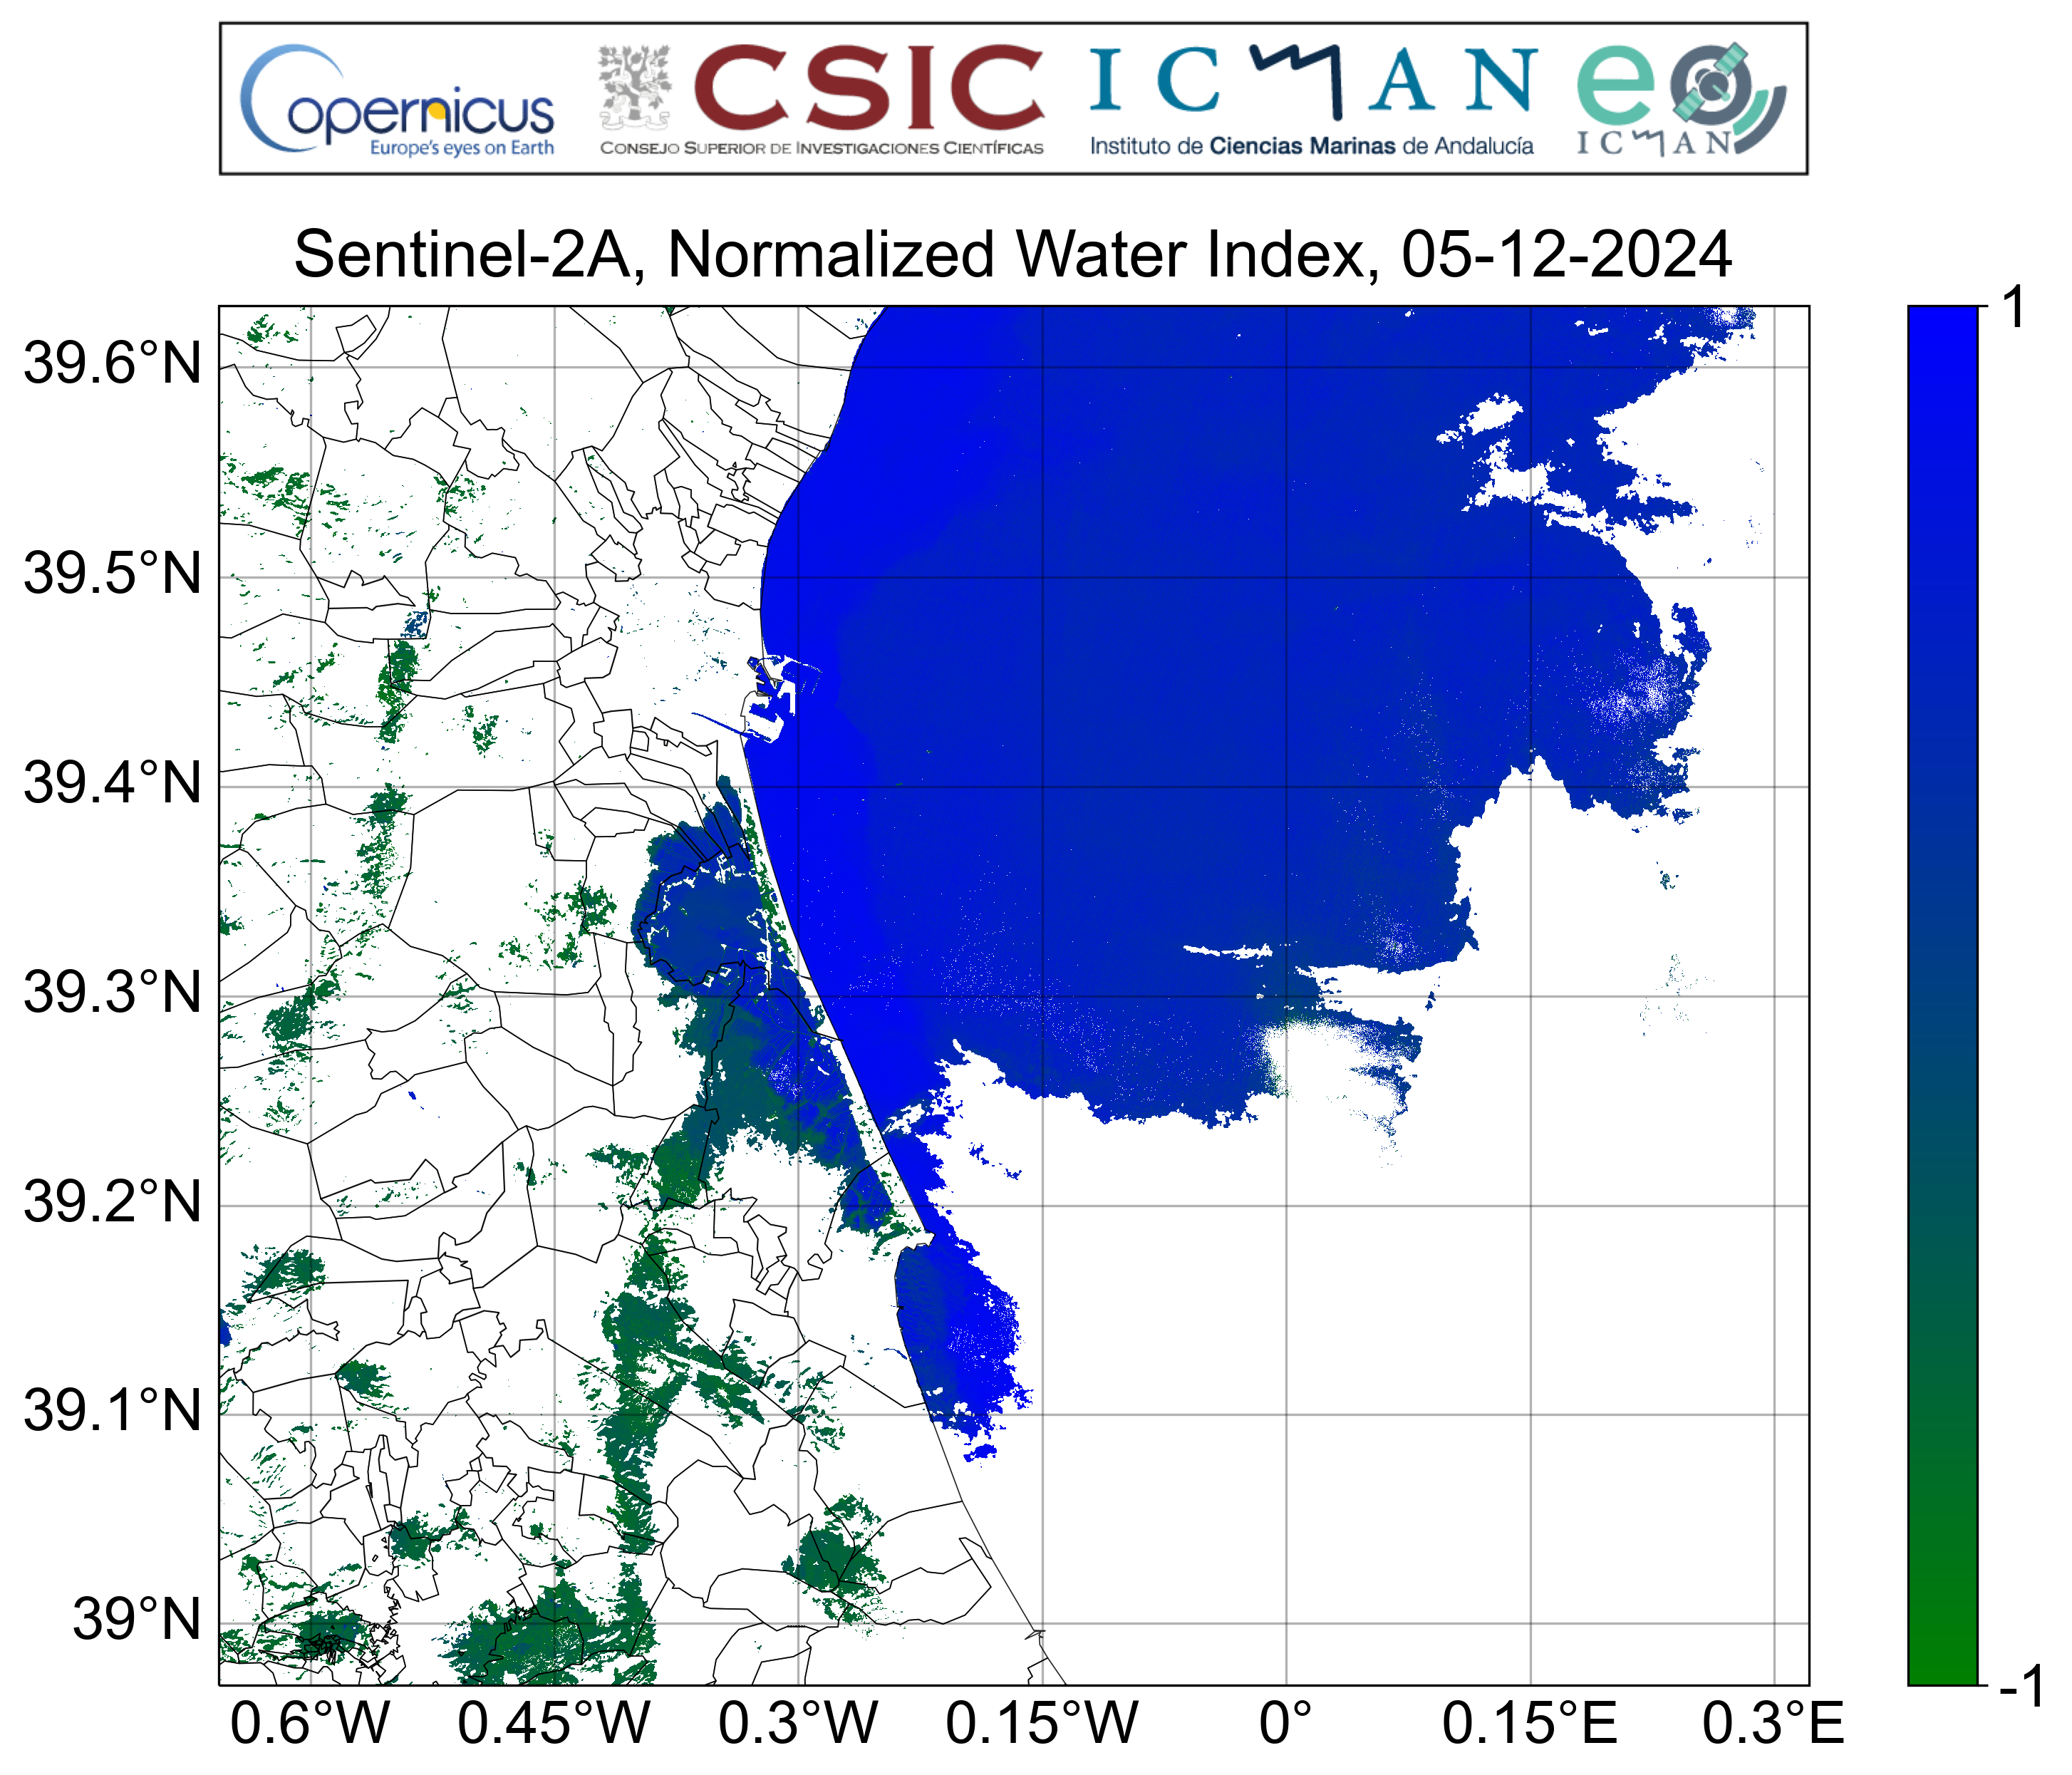 Copernicus
Europe's eyes on Earth
CSIC
CONSEJO SUPERIOR DE INVESTIGACIONES CIENTÍFICAS
ICMAN
Instituto de Ciencias Marinas de Andalucía
eo
ICMAN
Sentinel-2A, Normalized Water Index, 05-12-2024
1
39.6°N
39.5°N
39.4°N
39.3°N
39.2°N
39.1°N
39°N
-1
0.6°W 0.45°W 0.3°W 0.15°W 0° 0.15°E 0.3°E